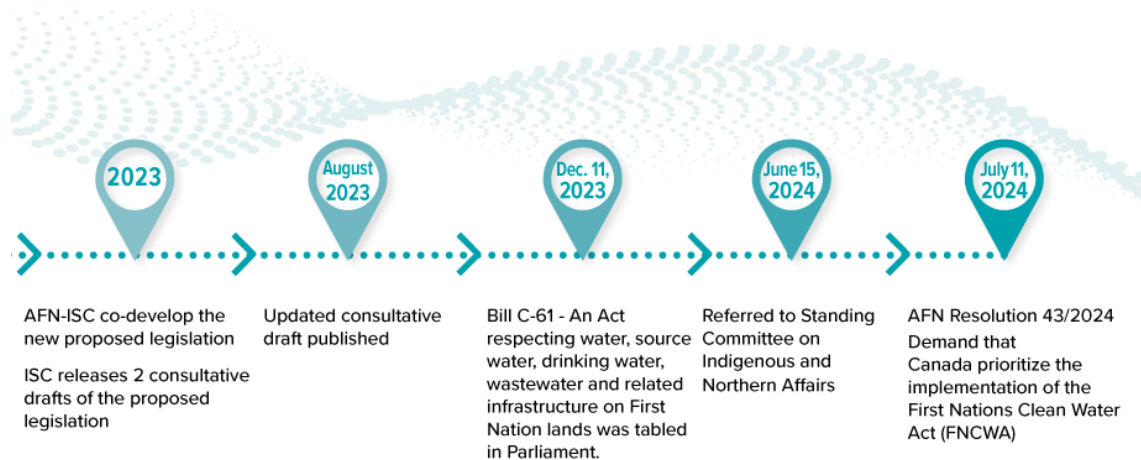 2023
AFN-ISC co-develop the
new proposed legislation
ISC releases 2 consultative
drafts of the proposed
legislation
August
2023
Updated consultative
draft published
Dec. 11,
2023
Bill C-61 - An Act
respecting water, source
water, drinking water,
wastewater and related
infrastructure on First
Nation lands was tabled
in Parliament.
June 15,
2024
Referred to Standing
Committee on
Indigenous and
Northern Affairs
July 11,
2024
AFN Resolution 43/2024
Demand that
Canada prioritize the
implementation of the
First Nations Clean Water
Act (FNCWA)